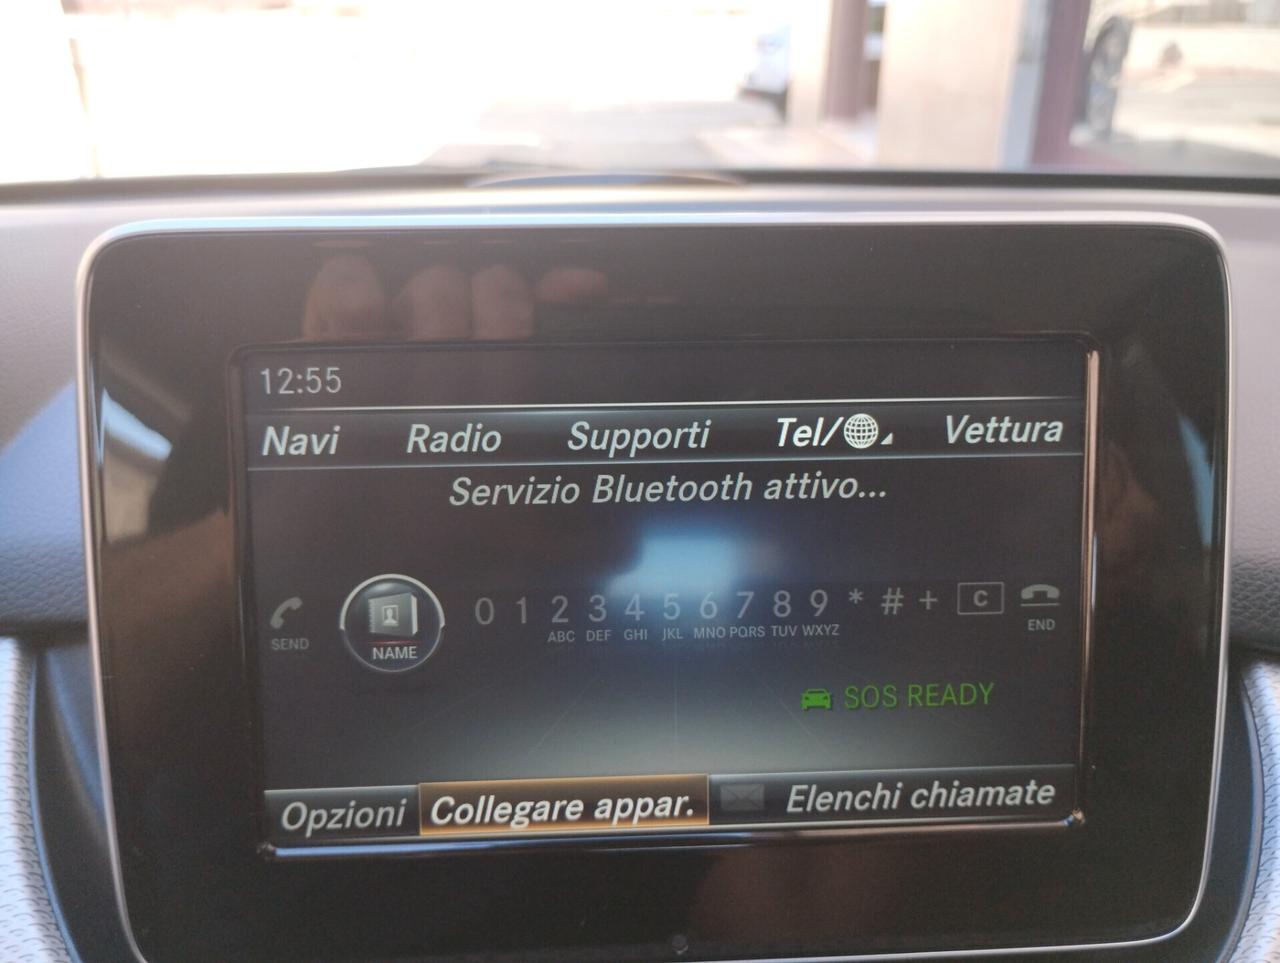 12:55
Navi Radio Supporti Tel/ Vettura
Servizio Bluetooth attivo...
SEND NAME 0 1 2 3 4 5 6 7 8 9 * # + C END
ABC DEF GHI JKL MNO PQRS TUV WXYZ
SOS READY
Opzioni Collegare appar. Elenchi chiamate